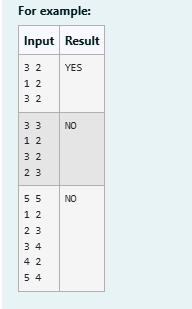 For example:
Input Result
3 2 YES
1 2
3 2
3 3 NO
1 2
3 2
2 3
5 5 NO
1 2
2 3
3 4
4 2
5 4